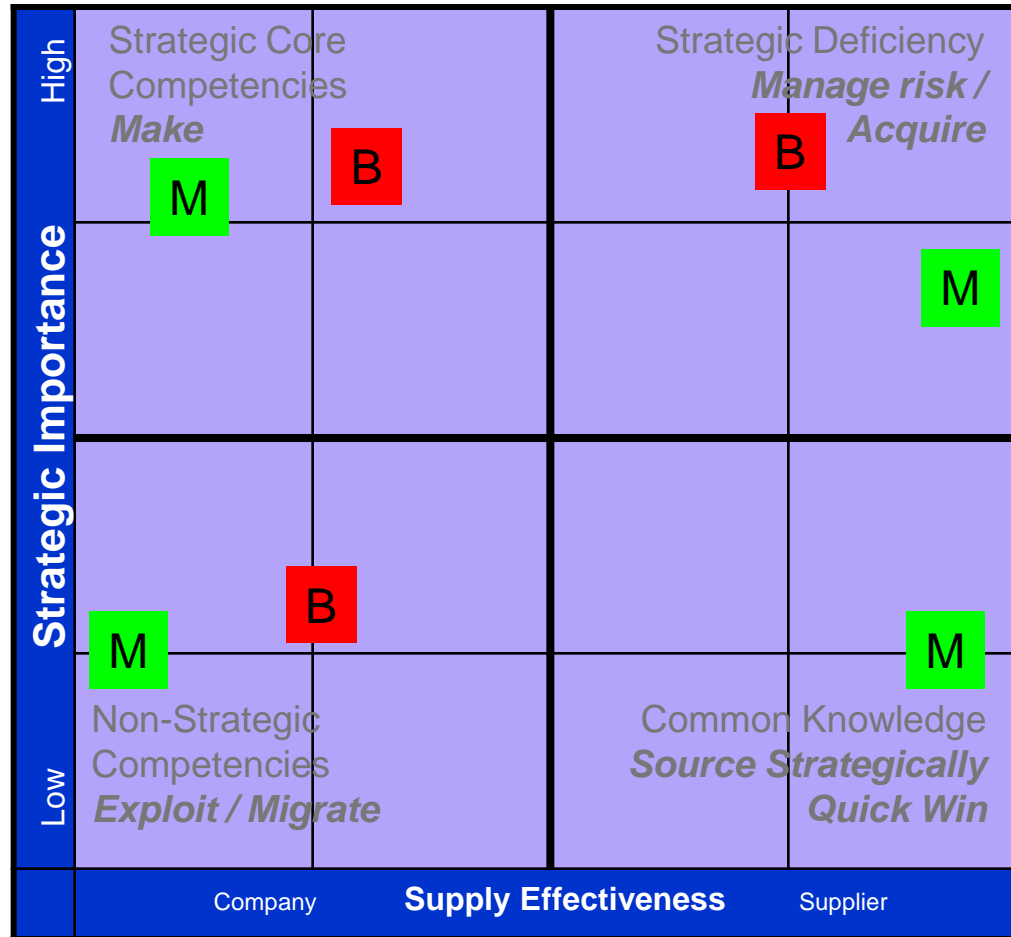 High
Strategic Importance
Low
Strategic Core
Competencies
Make
Strategic Deficiency
Manage risk /
Acquire
M
B
B
M
M
B
M
Non-Strategic
Competencies
Exploit / Migrate
Common Knowledge
Source Strategically
Quick Win
Company
Supply Effectiveness
Supplier